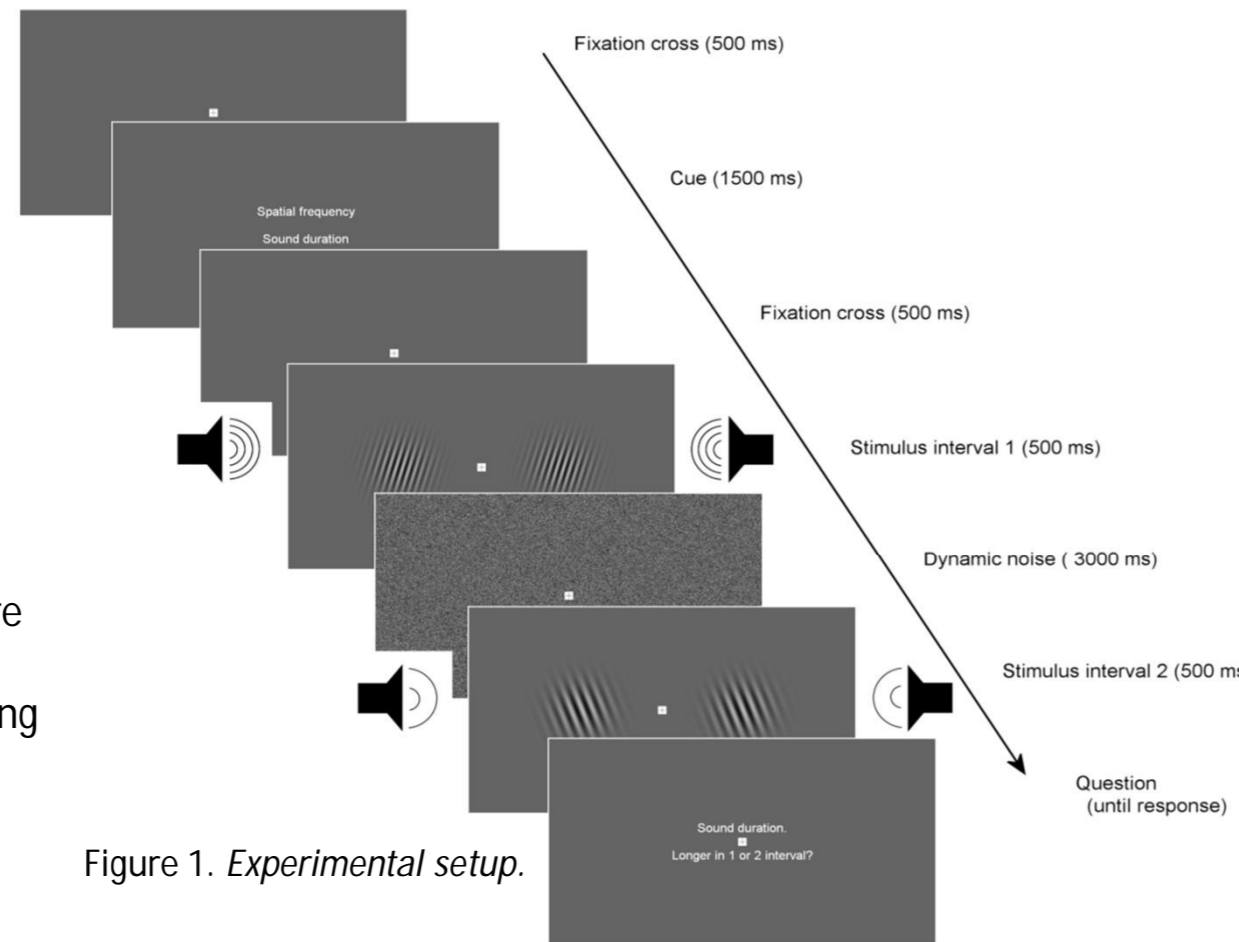 Fixation cross (500 ms)
Cue (1500 ms)
Spatial frequency
Sound duration
Fixation cross (500 ms)
Stimulus interval 1 (500 ms)
Dynamic noise ( 3000 ms)
re
Stimulus interval 2 (500 ms
ng
Question
(until response)
Sound duration.
Longer in 1 or 2 interval?
Figure 1. Experimental setup.